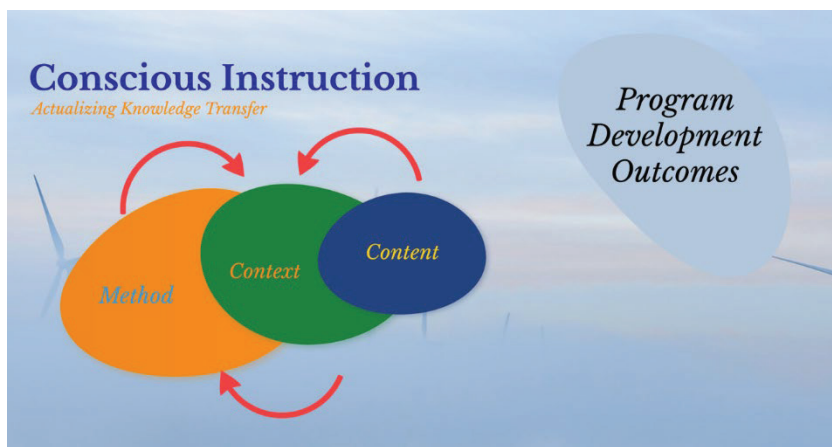 Conscious Instruction
Actualizing Knowledge Transfer
Program
Development
Outcomes
Method
Context
Content